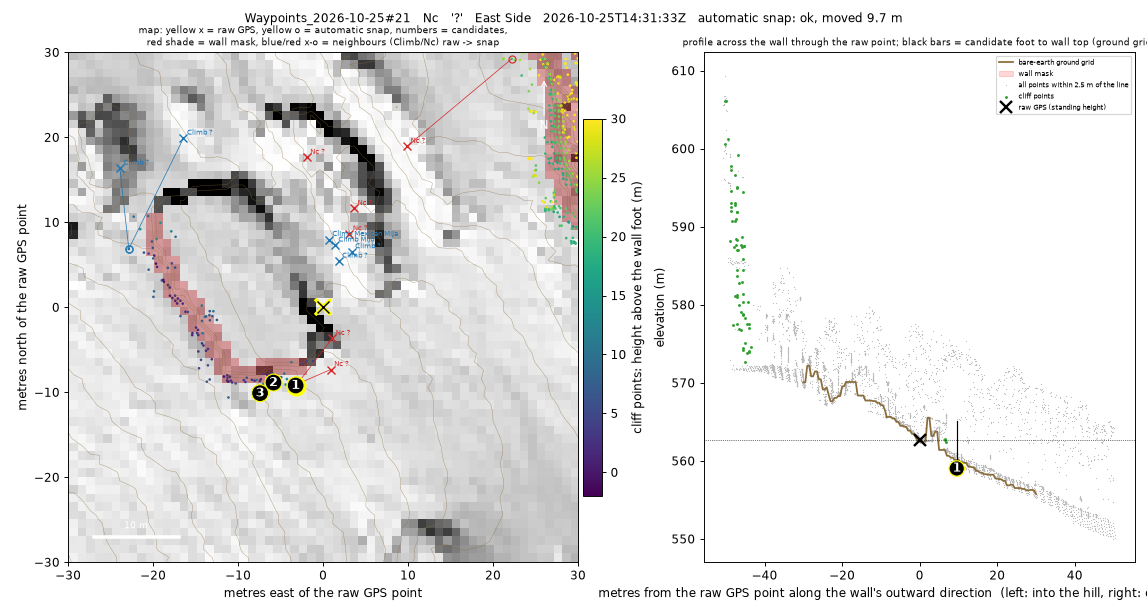 Waypoints_2026-10-25#21   Nc   '?'   East Side   2026-10-25T14:31:33Z   automatic snap: ok, moved 9.7 m
map: yellow x = raw GPS, yellow o = automatic snap, numbers = candidates,
red shade = wall mask, blue/red x-o = neighbours (Climb/Nc) raw -> snap
profile across the wall through the raw point; black bars = candidate foot to wall top (ground gri
30
20
10
0
−10
−20
−30
−30
−20
−10
0
10
20
30
metres north of the raw GPS point
metres east of the raw GPS point
Climb ?
Climb ?
Nc ?
Nc ?
Nc ?
Nc ?
Climb ?
Climb ?
Nc ?
Nc ?
1
2
3
10 m
30
25
20
15
10
5
0
cliff points: height above the wall foot (m)
610
600
590
580
570
560
550
elevation (m)
−40
−20
0
20
40
metres from the raw GPS point along the wall's outward direction  (left: into the hill, right:
bare-earth ground grid
wall mask
all points within 2.5 m of the line
cliff points
raw GPS (standing height)
1